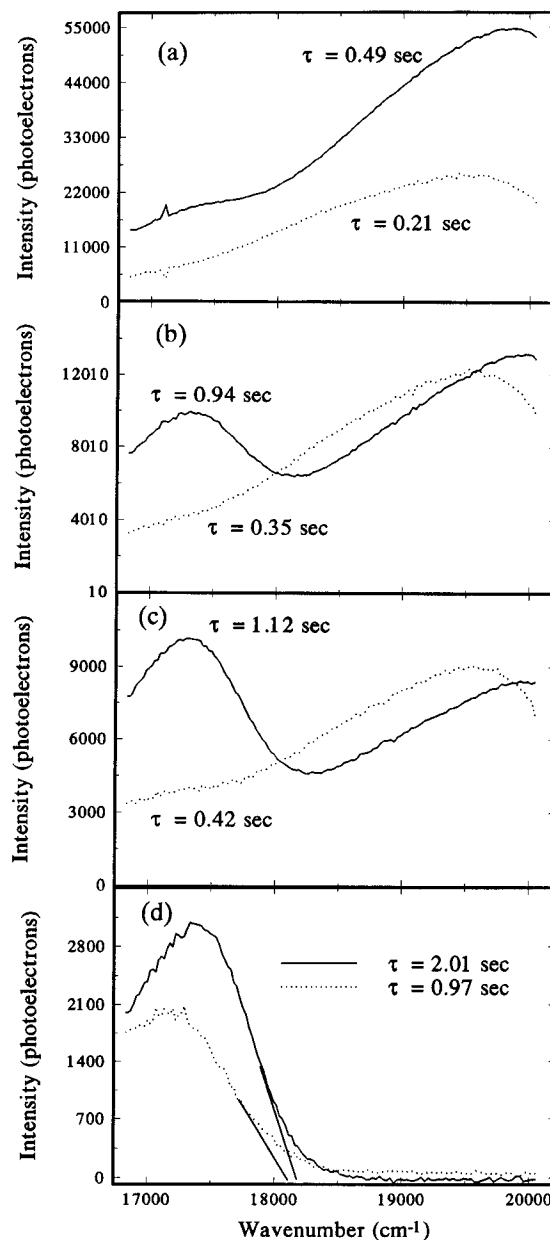 55000
(a)
τ = 0.49 sec
44000
33000
22000
τ = 0.21 sec
11000
0
Intensity (photoelectrons)
(b)
12010
τ = 0.94 sec
8010
4010
τ = 0.35 sec
10
Intensity (photoelectrons)
(c)
τ = 1.12 sec
9000
6000
3000
τ = 0.42 sec
0
Intensity (photoelectrons)
(d)
2800
τ = 2.01 sec
τ = 0.97 sec
2100
1400
700
0
Intensity (photoelectrons)
17000 18000 19000 20000
Wavenumber (cm⁻¹)